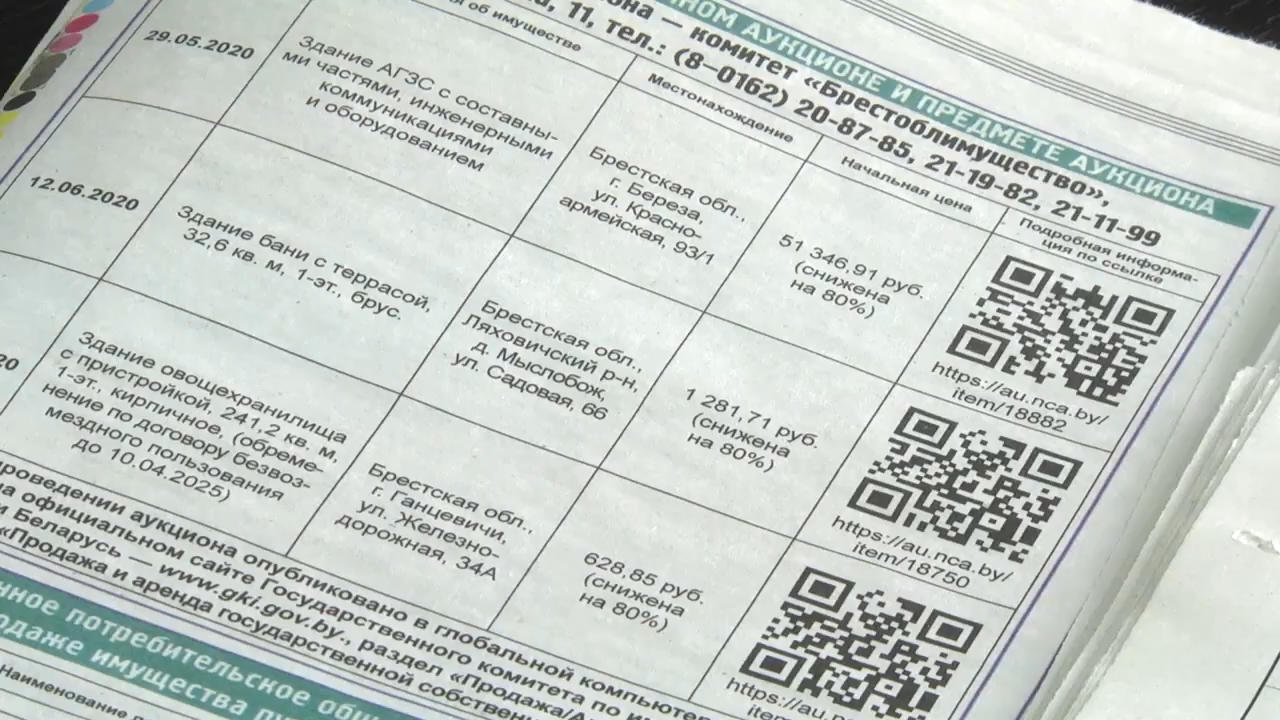 НОМ АУКЦИОНЕ И ПРЕДМЕТЕ АУКЦИОНА
— комитет «Брестоблимущество»,
11, тел.: (8-0162) 20-87-85, 21-19-82, 21-11-99
об имуществе
Местонахождение
Начальная цена
Подробная информа-
ция по ссылке
29.05.2020
Здание АГЗС с составны-
ми частями, инженерными
коммуникациями
и оборудованием
Брестская обл.,
г. Береза,
ул. Красно-
армейская, 93/1
51 346,91 руб.
(снижена
на 80%)
https://au.nca.by/
item/18882
12.06.2020
Здание бани с террасой,
32,6 кв. м, 1-эт., брус.
Брестская обл.,
Ляховичский р-н,
д. Мыслобож,
ул. Садовая, 66
1 281,71 руб.
(снижена
на 80%)
https://au.nca.by/
item/18750
20
Здание овощехранилища
с пристройкой, 241,2 кв. м,
1-эт., кирпичное, (обреме-
нение по договору безвоз-
мездного пользования
до 10.04.2025)
Брестская обл.,
г. Ганцевичи,
ул. Железно-
дорожная, 34А
628,85 руб.
(снижена
на 80%)
https://au.nca.by/
проведении аукциона опубликовано в глобальной компьютер
на официальном сайте Государственного комитета по
Беларусь — www.gki.gov.by., раздел «Продажа/
«Продажа и аренда государственной
потребительское
имущества
Наименование